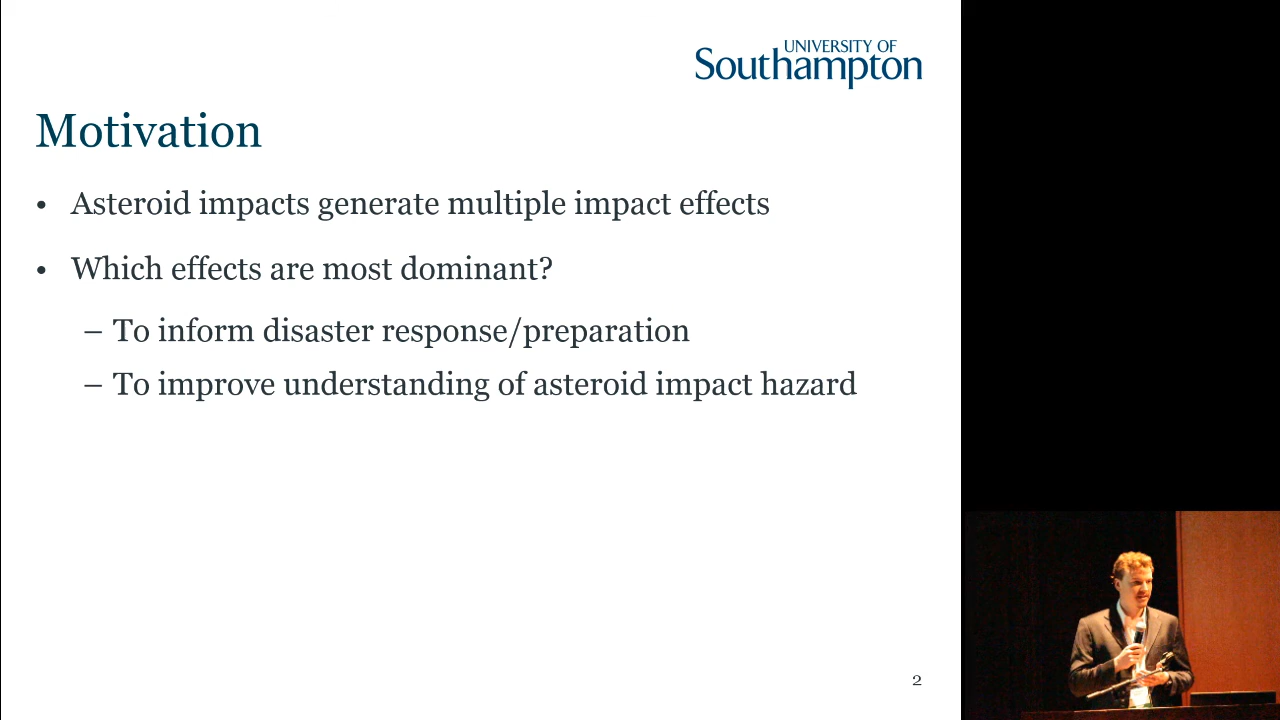 UNIVERSITY OF
Southampton
Motivation
• Asteroid impacts generate multiple impact effects
• Which effects are most dominant?
– To inform disaster response/preparation
– To improve understanding of asteroid impact hazard
2